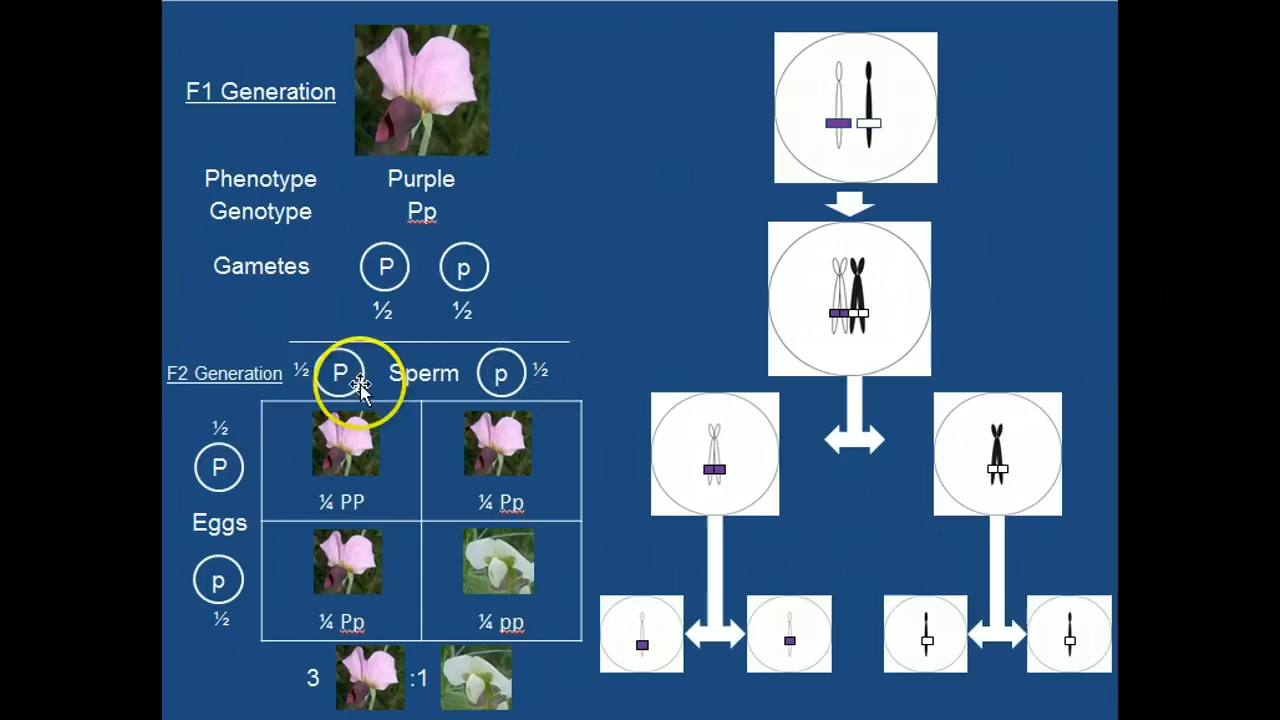 F1 Generation
Phenotype Purple
Genotype Pp
Gametes P p
½ ½
F2 Generation ½ P Sperm p ½
½
P
¼ PP ¼ Pp
Eggs
p
½
¼ Pp ¼ pp
3 :1